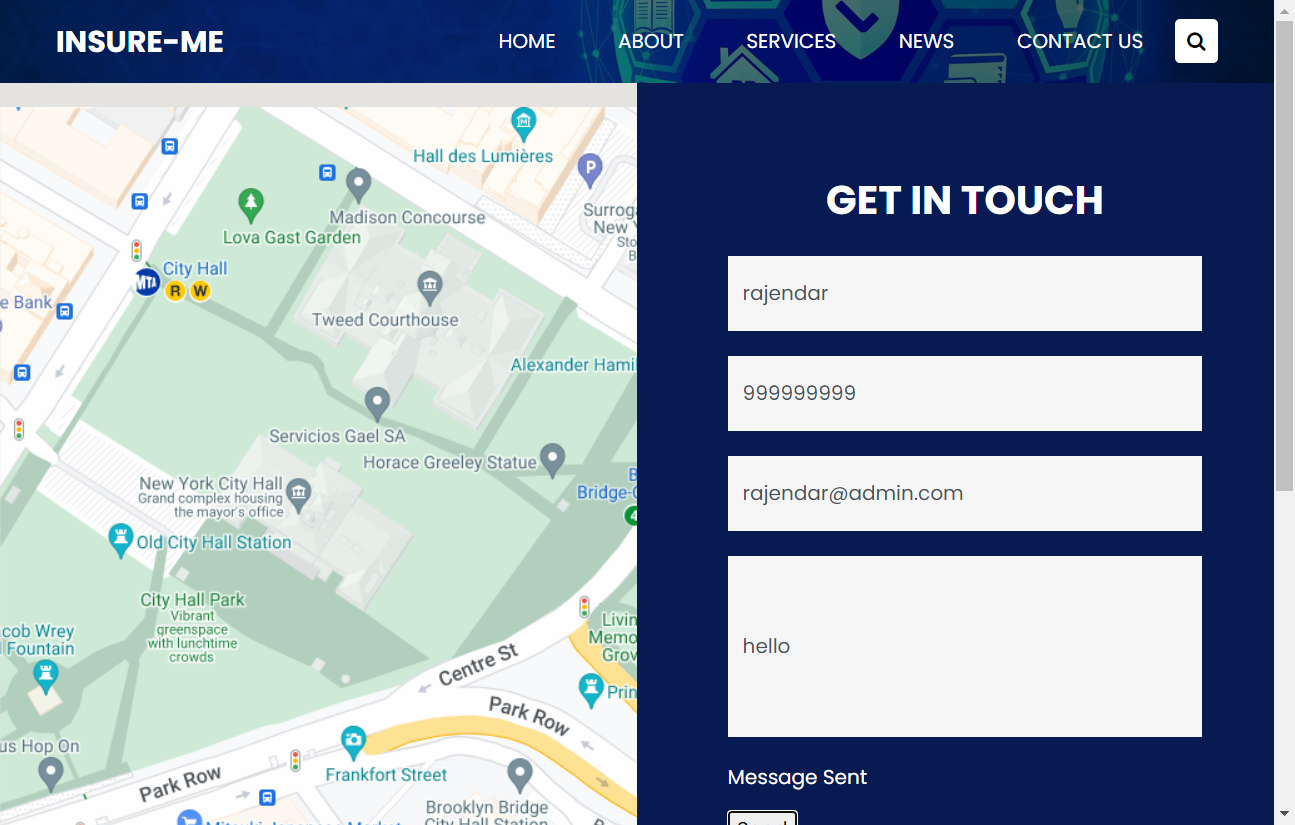 INSURE-ME
HOME
ABOUT
SERVICES
NEWS
CONTACT US
Hall des Lumières
P
Madison Concourse
Lova Gast Garden
City Hall
MTA
R
W
Tweed Courthouse
e Bank
Surroga
New Y
Sto
B
Alexander Hamil
Servicios Gael SA
Horace Greeley Statue
B
Bridge-C
4
New York City Hall
Grand complex housing
the mayor's office
Old City Hall Station
City Hall Park
Vibrant
greenspace
with lunchtime
crowds
cob Wrey
Fountain
Livin
Memo
Grov
Centre St
Prin
Park Row
us Hop On
Frankfort Street
Park Row
Brooklyn Bridge
City Hall Station
GET IN TOUCH
rajendar
999999999
rajendar@admin.com
hello
Message Sent